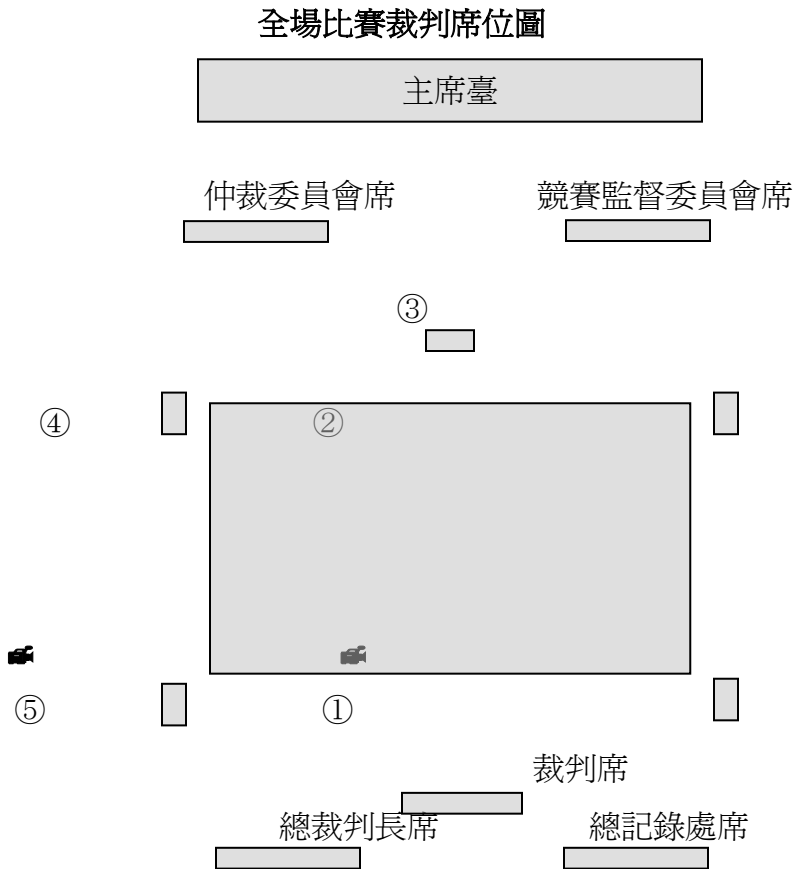 全場比賽裁判席位圖
主席臺
仲裁委員會席 競賽監督委員會席
③
④ ②
⑤ ①
裁判席
總裁判長席 總記錄處席